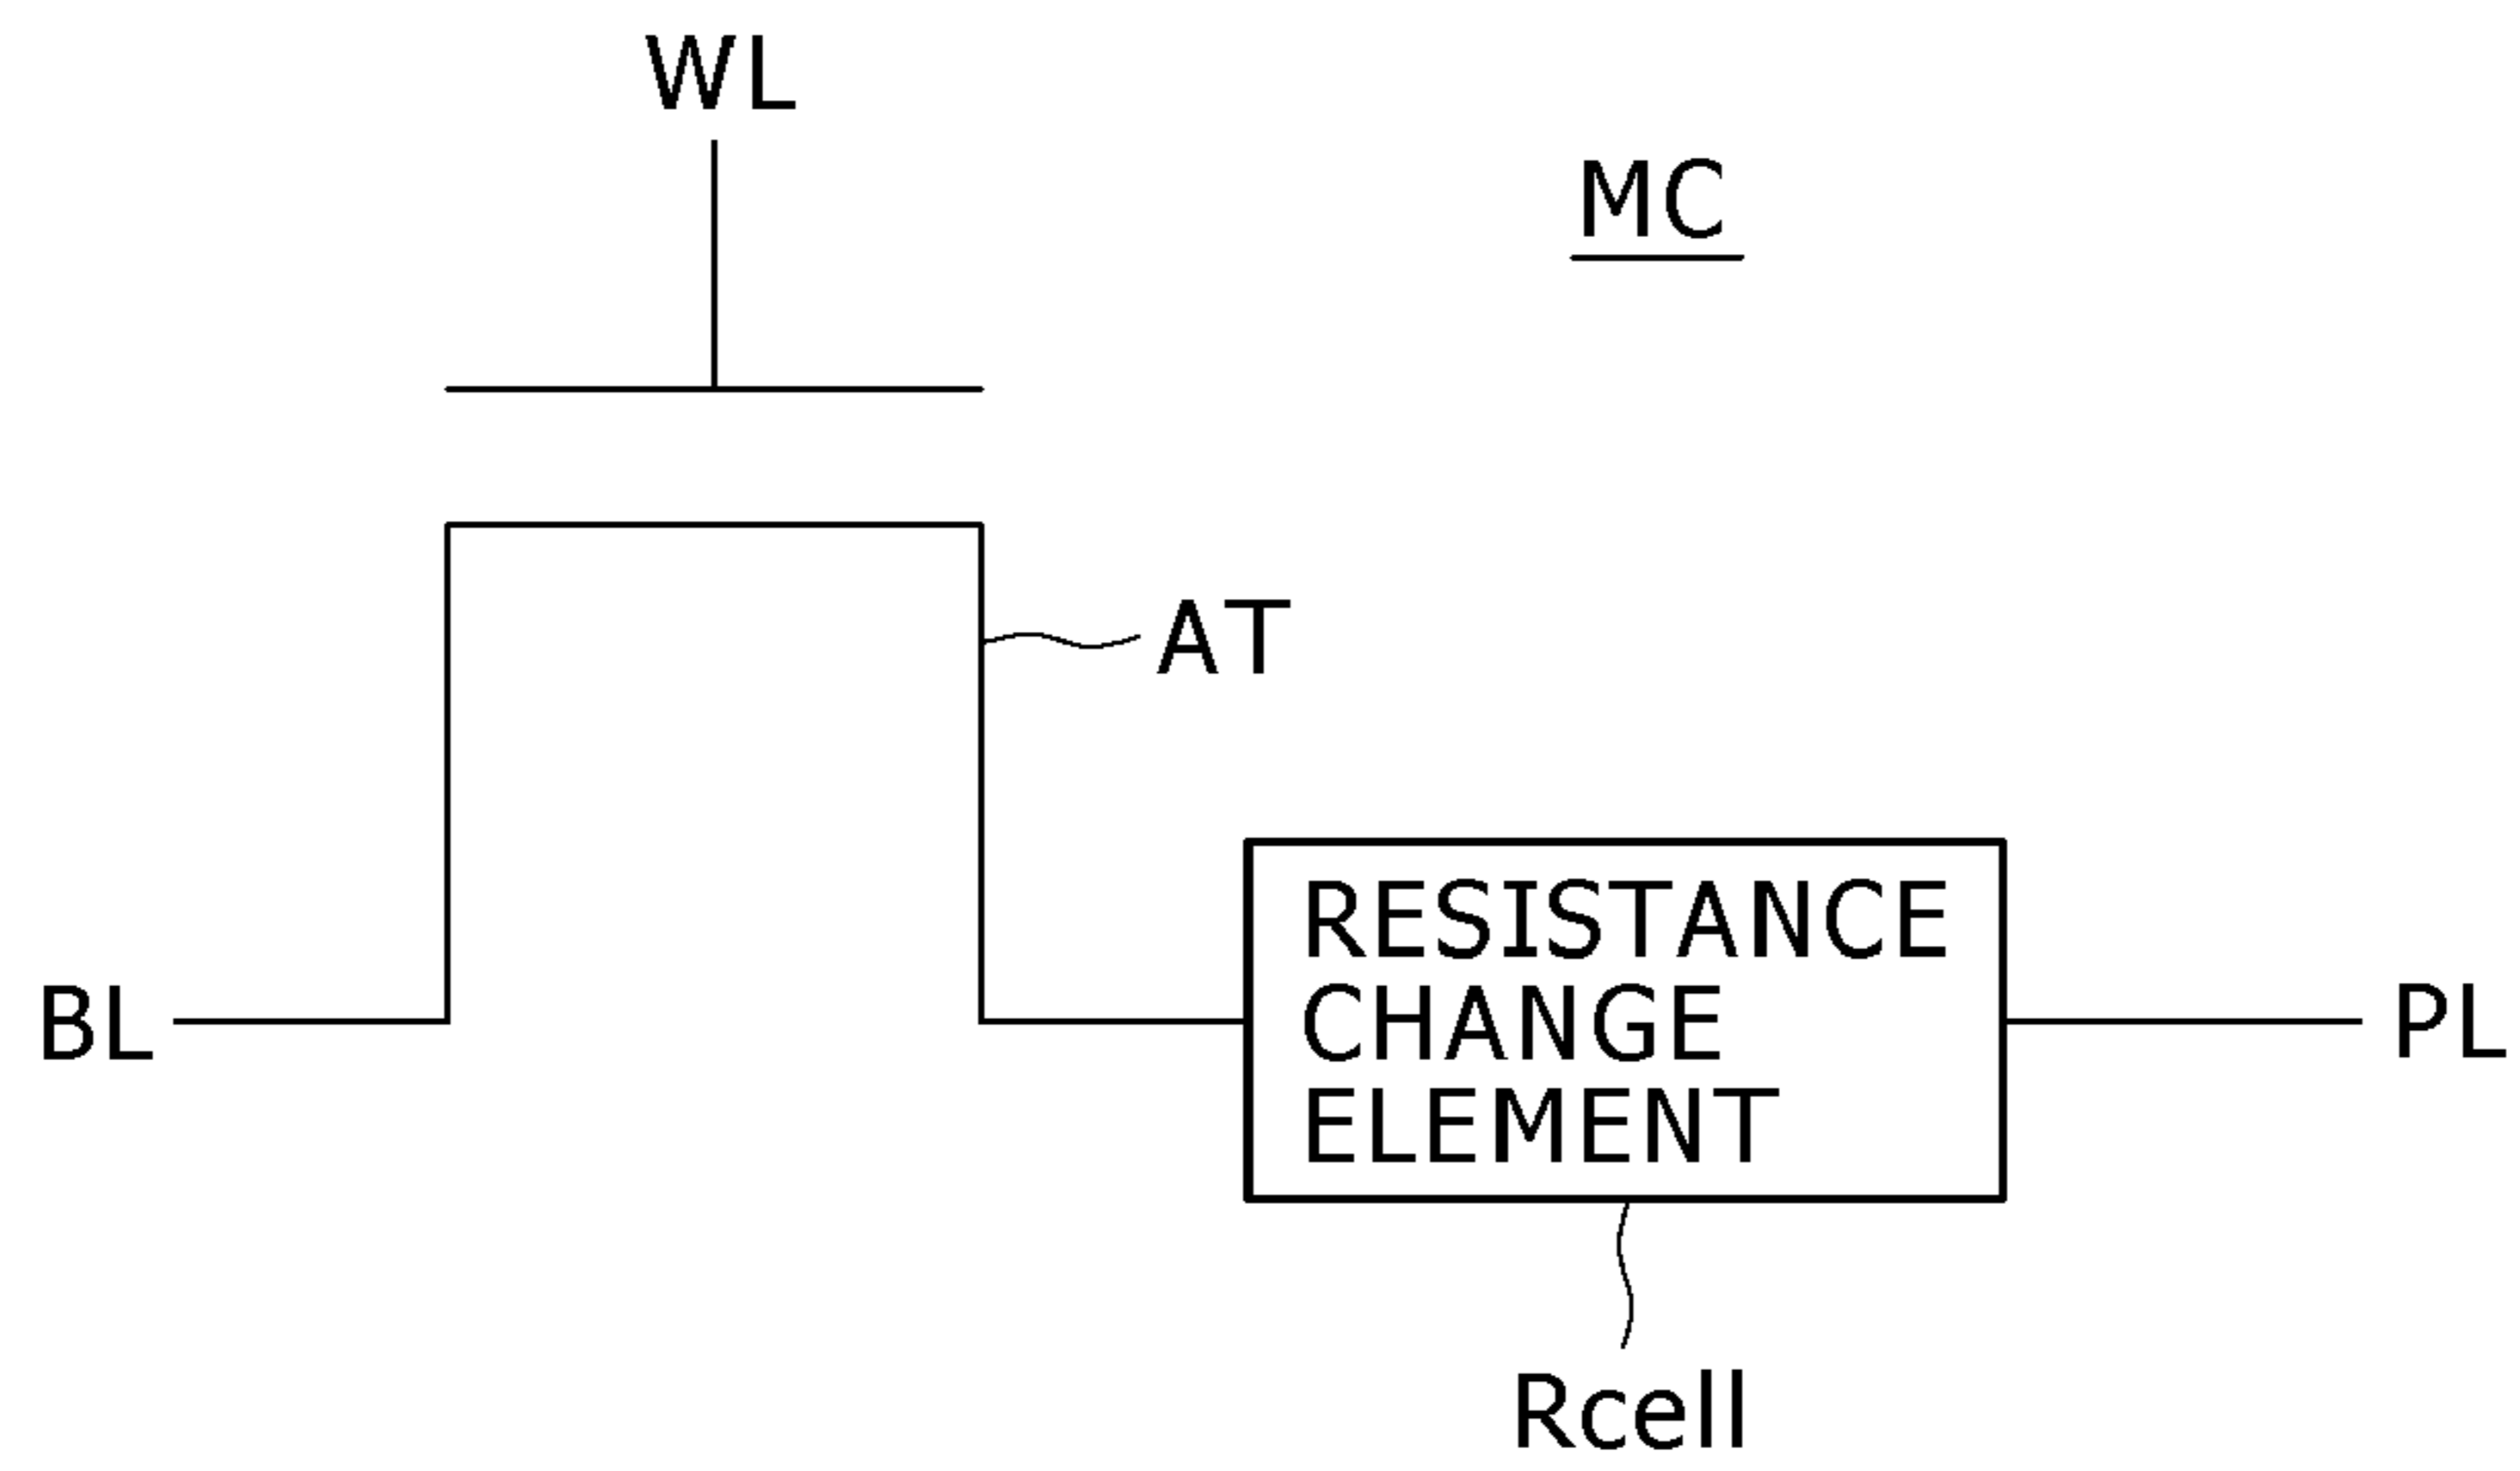 WL
MC
AT
RESISTANCE
CHANGE
ELEMENT
BL
PL
Rcell